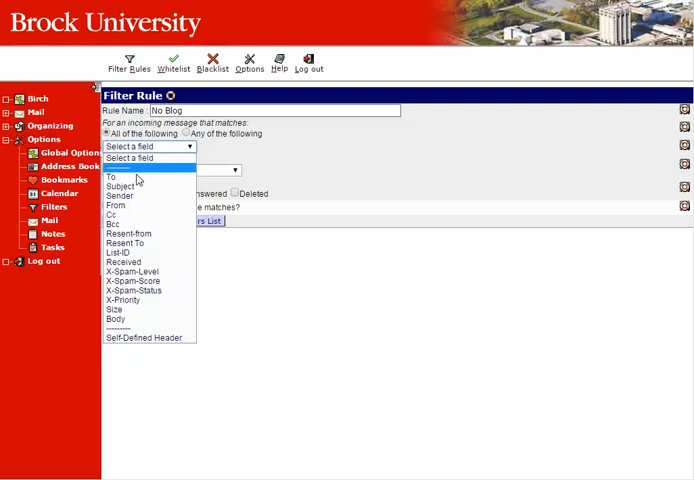 Brock University
Filter Rules Whitelist Blacklist Options Help Log out
Birch
Mail
Organizing
Options
Global Option
Address Book
Bookmarks
Calendar
Filters
Mail
Notes
Tasks
Log out
Filter Rule
Rule Name : No Blog
For an incoming message that matches:
All of the following Any of the following
Select a field
Select a field
--------
To
Subject
Sender
From
Cc
Bcc
Resent-from
Resent To
List-ID
Received
X-Spam-Level
X-Spam-Score
X-Spam-Status
X-Priority
Size
Body
--------
Self-Defined Header
nswered Deleted
e matches?
rs List